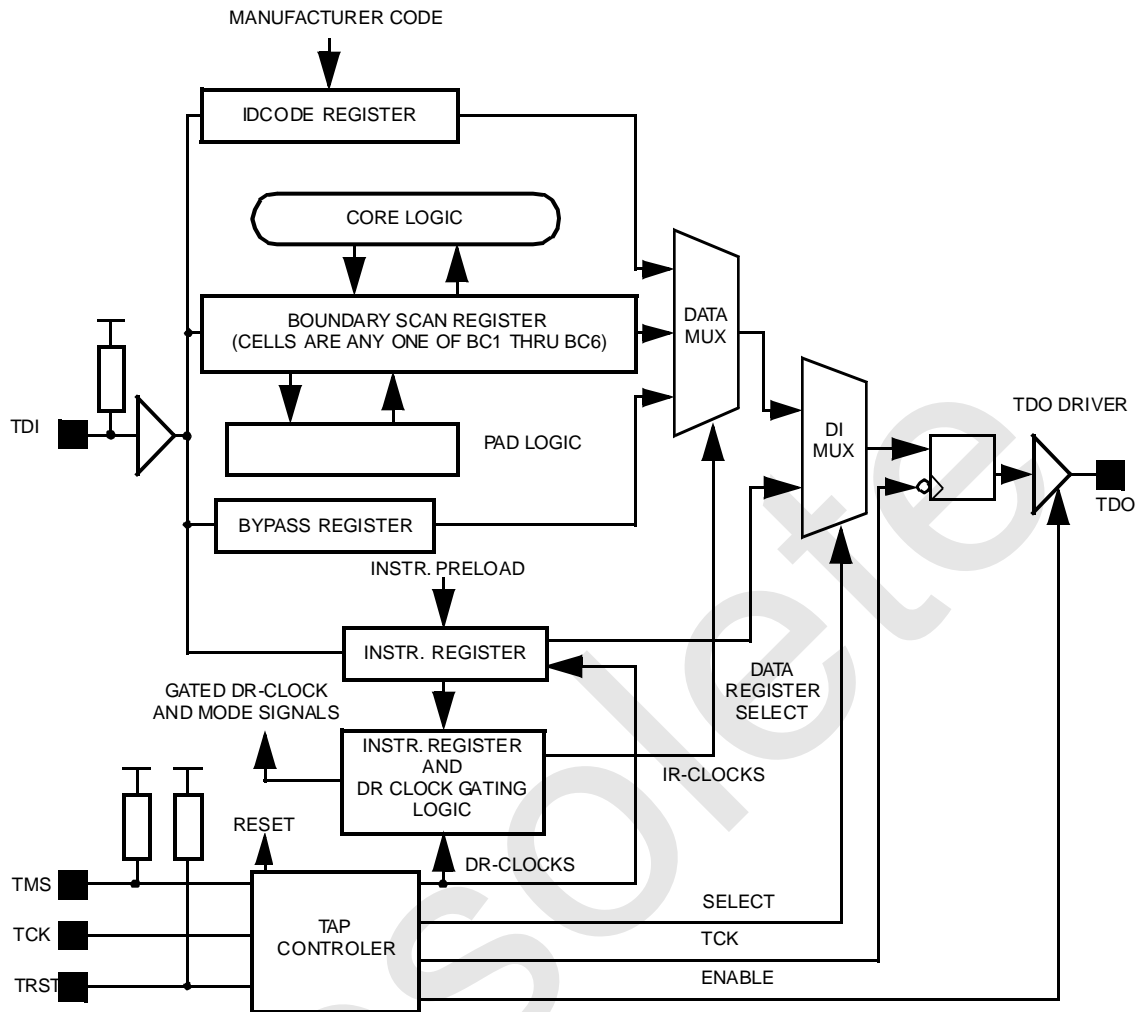 MANUFACTURER CODE
IDCODE REGISTER
CORE LOGIC
BOUNDARY SCAN REGISTER
(CELLS ARE ANY ONE OF BC1 THRU BC6)
DATA
MUX
TDI
PAD LOGIC
DI
MUX
TDO DRIVER
TDO
BYPASS REGISTER
INSTR. PRELOAD
INSTR. REGISTER
DATA
REGISTER
SELECT
GATED DR-CLOCK
AND MODE SIGNALS
INSTR. REGISTER
AND
DR CLOCK GATING
LOGIC
IR-CLOCKS
RESET
DR-CLOCKS
TMS
SELECT
TCK
TAP
CONTROLER
TCK
TRST
ENABLE
solete